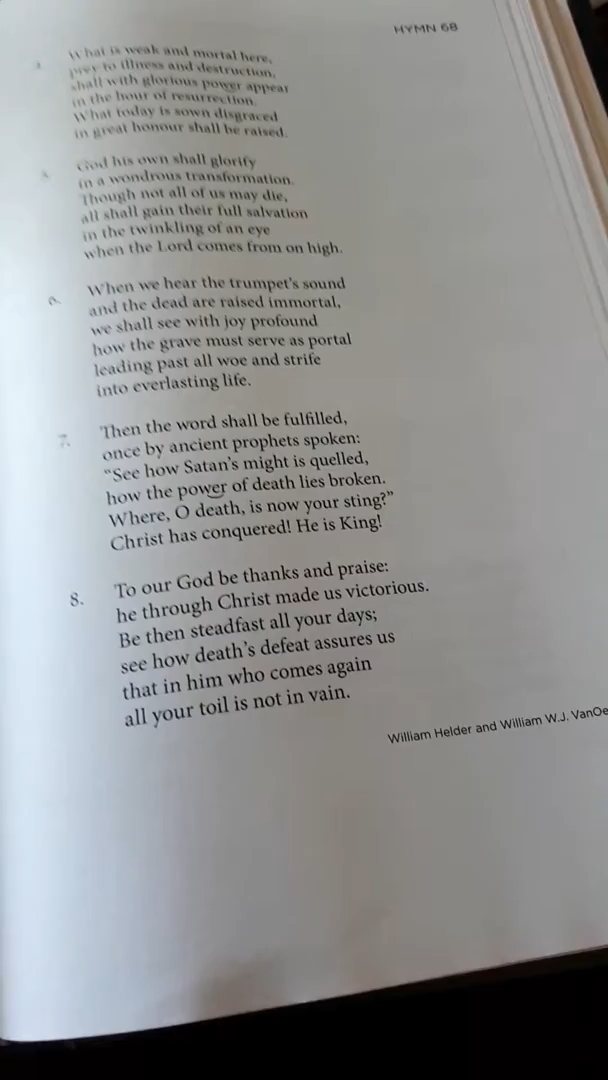 HYMN 68
4. What is weak and mortal here,
prey to illness and destruction,
shall with glorious power appear
in the hour of resurrection.
What today is sown disgraced
in great honour shall be raised.
5. God his own shall glorify
in a wondrous transformation.
Though not all of us may die,
all shall gain their full salvation
in the twinkling of an eye
when the Lord comes from on high.
6. When we hear the trumpet's sound
and the dead are raised immortal,
we shall see with joy profound
how the grave must serve as portal
leading past all woe and strife
into everlasting life.
7. Then the word shall be fulfilled,
once by ancient prophets spoken:
“See how Satan's might is quelled,
how the power of death lies broken.
Where, O death, is now your sting?”
Christ has conquered! He is King!
8. To our God be thanks and praise:
he through Christ made us victorious.
Be then steadfast all your days;
see how death's defeat assures us
that in him who comes again
all your toil is not in vain.
William Helder and William W.J. VanOe